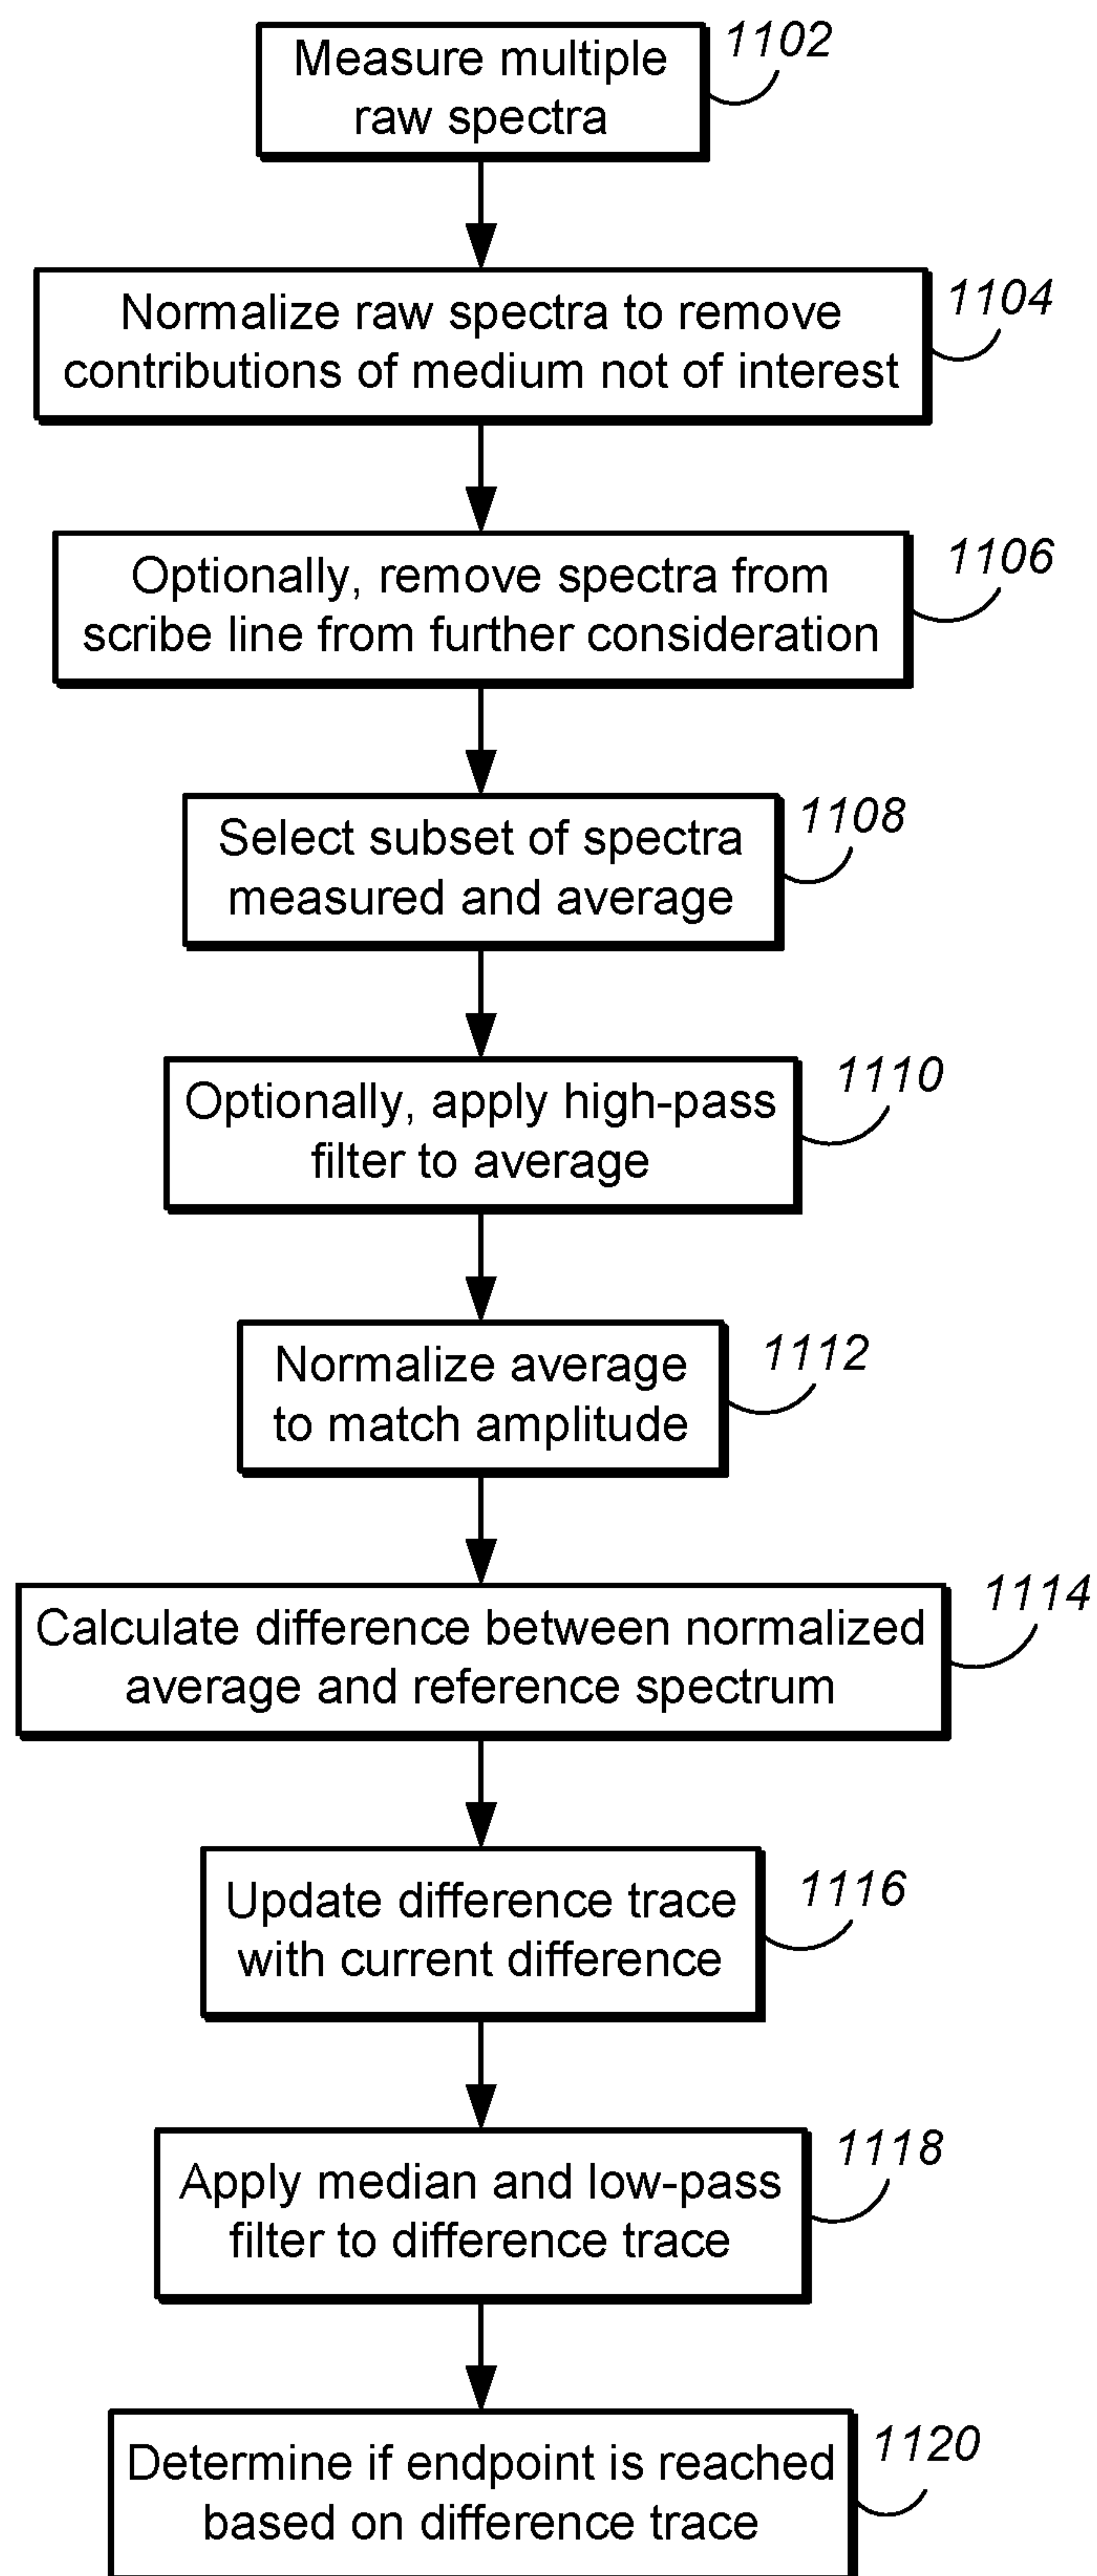 Measure multiple
raw spectra
1102
Normalize raw spectra to remove
contributions of medium not of interest
1104
Optionally, remove spectra from
scribe line from further consideration
1106
Select subset of spectra
measured and average
1108
Optionally, apply high-pass
filter to average
1110
Normalize average
to match amplitude
1112
Calculate difference between normalized
average and reference spectrum
1114
Update difference trace
with current difference
1116
Apply median and low-pass
filter to difference trace
1118
Determine if endpoint is reached
based on difference trace
1120